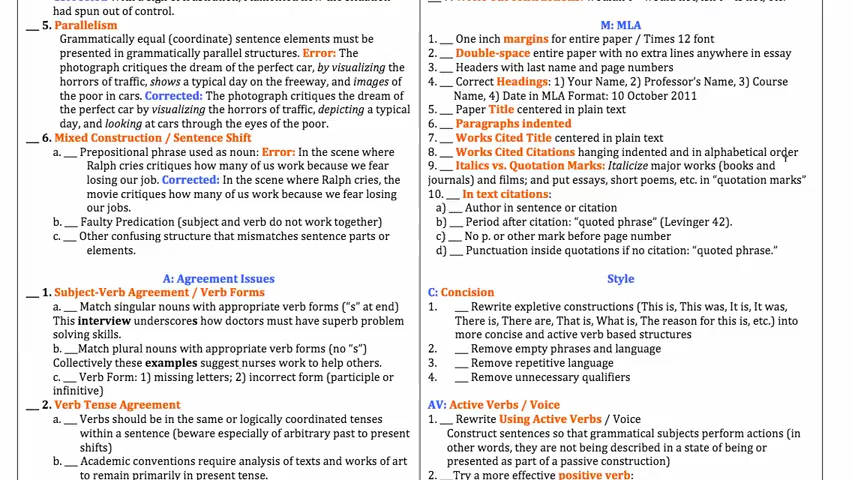 had spun out of control.
__ 5. Parallelism
Grammatically equal (coordinate) sentence elements must be
presented in grammatically parallel structures. Error: The
photograph critiques the dream of the perfect car, by visualizing the
horrors of traffic, shows a typical day on the freeway, and images of
the poor in cars. Corrected: The photograph critiques the dream of
the perfect car by visualizing the horrors of traffic, depicting a typical
day, and looking at cars through the eyes of the poor.
__ 6. Mixed Construction / Sentence Shift
a. __ Prepositional phrase used as noun: Error: In the scene where
Ralph cries critiques how many of us work because we fear
losing our job. Corrected: In the scene where Ralph cries, the
movie critiques how many of us work because we fear losing
our jobs.
b. __ Faulty Predication (subject and verb do not work together)
c. __ Other confusing structure that mismatches sentence parts or
elements.
A: Agreement Issues
__ 1. Subject-Verb Agreement / Verb Forms
a. __ Match singular nouns with appropriate verb forms ("s" at end)
This interview underscores how doctors must have superb problem
solving skills.
b. __Match plural nouns with appropriate verb forms (no "s")
Collectively these examples suggest nurses work to help others.
c. __ Verb Form: 1) missing letters; 2) incorrect form (participle or
infinitive)
__ 2. Verb Tense Agreement
a. __ Verbs should be in the same or logically coordinated tenses
within a sentence (beware especially of arbitrary past to present
shifts)
b. __ Academic conventions require analysis of texts and works of art
to remain primarily in present tense.
M: MLA
1. __ One inch margins for entire paper / Times 12 font
2. __ Double-space entire paper with no extra lines anywhere in essay
3. __ Headers with last name and page numbers
4. __ Correct Headings: 1) Your Name, 2) Professor's Name, 3) Course
Name, 4) Date in MLA Format: 10 October 2011
5. __ Paper Title centered in plain text
6. __ Paragraphs indented
7. __ Works Cited Title centered in plain text
8. __ Works Cited Citations hanging indented and in alphabetical order
9. __ Italics vs. Quotation Marks: Italicize major works (books and
journals) and films; and put essays, short poems, etc. in "quotation marks"
10. __ In text citations:
a) __ Author in sentence or citation
b) __ Period after citation: "quoted phrase" (Levinger 42).
c) __ No p. or other mark before page number
d) __ Punctuation inside quotations if no citation: "quoted phrase."
Style
C: Concision
1. __ Rewrite expletive constructions (This is, This was, It is, It was,
There is, There are, That is, What is, The reason for this is, etc.) into
more concise and active verb based structures
2. __ Remove empty phrases and language
3. __ Remove repetitive language
4. __ Remove unnecessary qualifiers
AV: Active Verbs / Voice
1. __ Rewrite Using Active Verbs / Voice
Construct sentences so that grammatical subjects perform actions (in
other words, they are not being described in a state of being or
presented as part of a passive construction)
2. __Try a more effective positive verb: